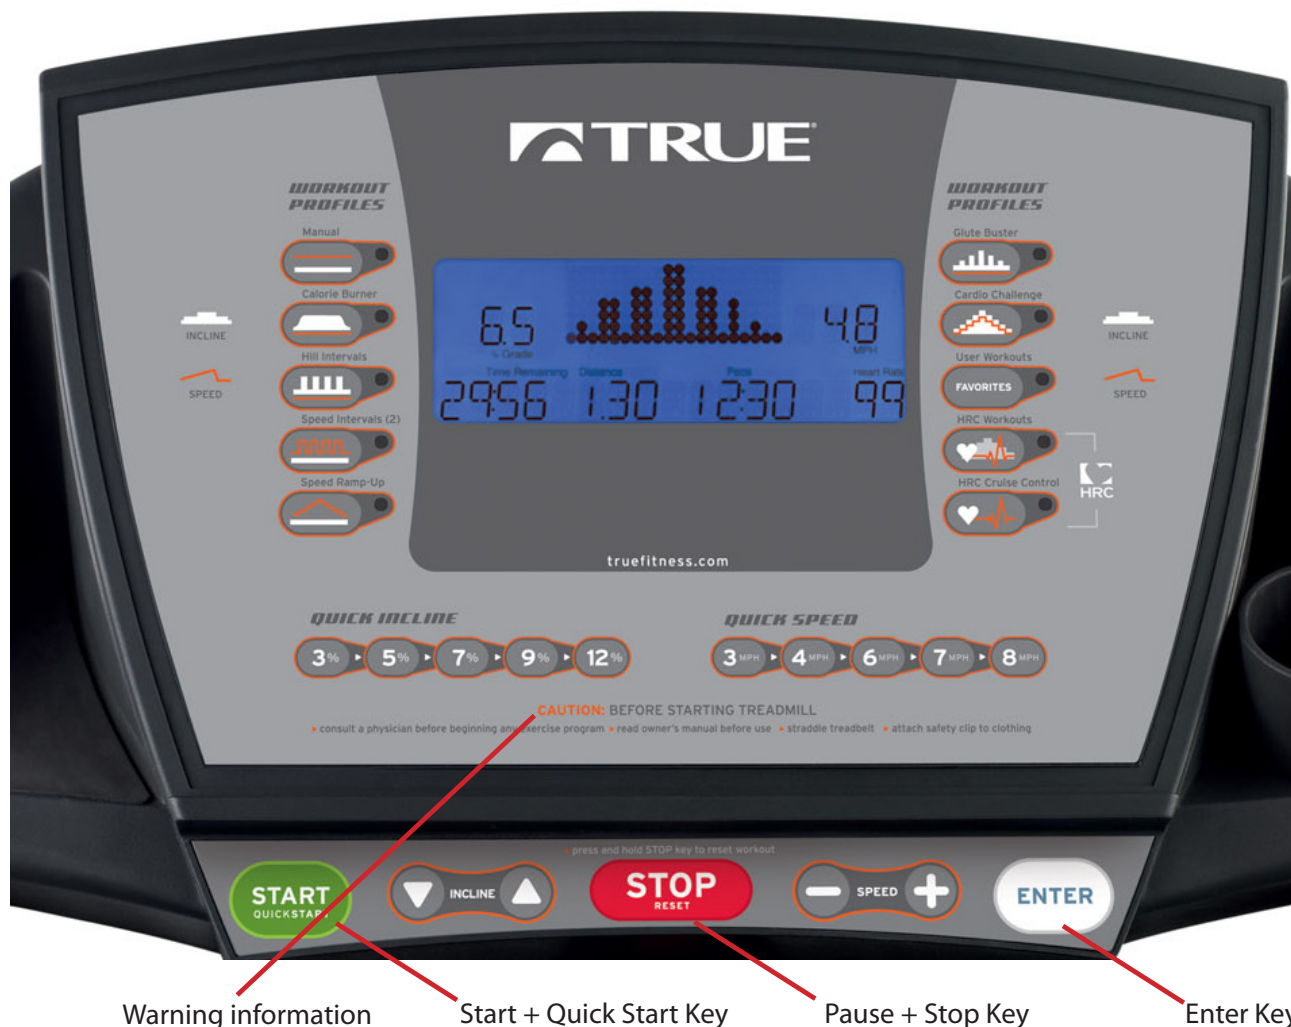 TRUE
WORKOUT
PROFILES
Manual
Calorie Burner
Hill Intervals
Speed Intervals (2)
Speed Ramp-Up
INCLINE
SPEED
6.5
% Grade
4.8
MPH
Time Remaining
Distance
Pace
Heart Rate
29:56
1.30
12:30
99
WORKOUT
PROFILES
Glute Buster
Cardio Challenge
User Workouts
FAVORITES
HRC Workouts
HRC Cruise Control
INCLINE
SPEED
HRC
truefitness.com
QUICK INCLINE
3% 5% 7% 9% 12%
QUICK SPEED
3 MPH 4 MPH 6 MPH 7 MPH 8 MPH
CAUTION: BEFORE STARTING TREADMILL
consult a physician before beginning any exercise program read owner's manual before use straddle treadbelt attach safety clip to clothing
press and hold STOP key to reset workout
START
QUICKSTART
INCLINE
STOP
RESET
SPEED
ENTER
Warning information
Start + Quick Start Key
Pause + Stop Key
Enter Key